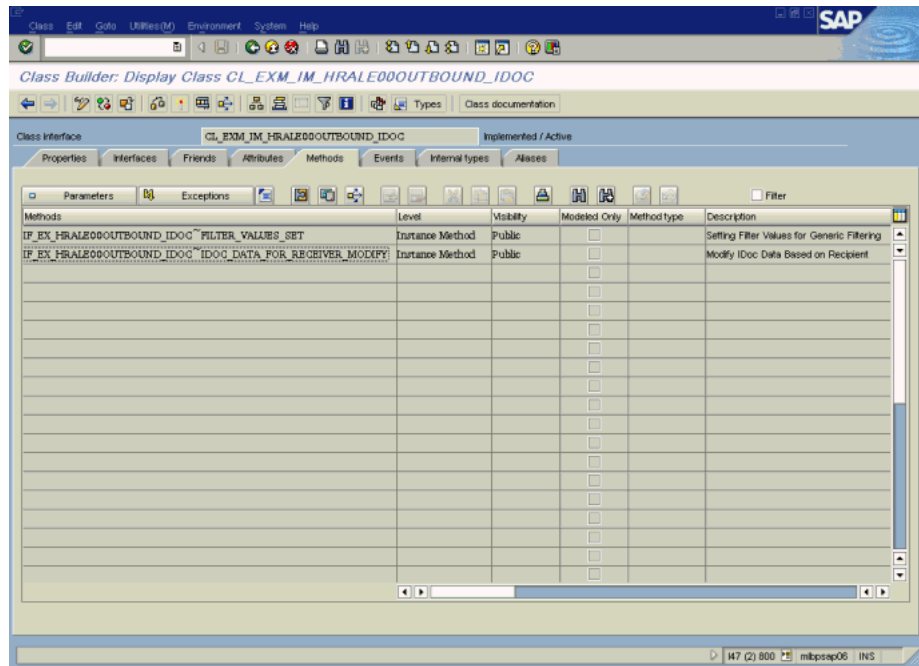 Class Edit Goto Utilities(M) Environment System Help
SAP
Class Builder: Display Class CL_EXM_IM_HRALE00OUTBOUND_IDOC
Types Class documentation
Class Interface CL_EXM_IM_HRALE00OUTBOUND_IDOC Implemented / Active
Properties Interfaces Friends Attributes Methods Events Internal types Aliases
Parameters Exceptions Filter
Methods Level Visibility Modeled Only Method type Description
IF_EX_HRALE00OUTBOUND_IDOC~FILTER_VALUES_SET Instance Method Public Setting Filter Values for Generic Filtering
IF_EX_HRALE00OUTBOUND_IDOC~IDOC_DATA_FOR_RECEIVER_MODIFY Instance Method Public Modify IDoc Data Based on Recipient
I47 (2) 800 mibpsap06 INS